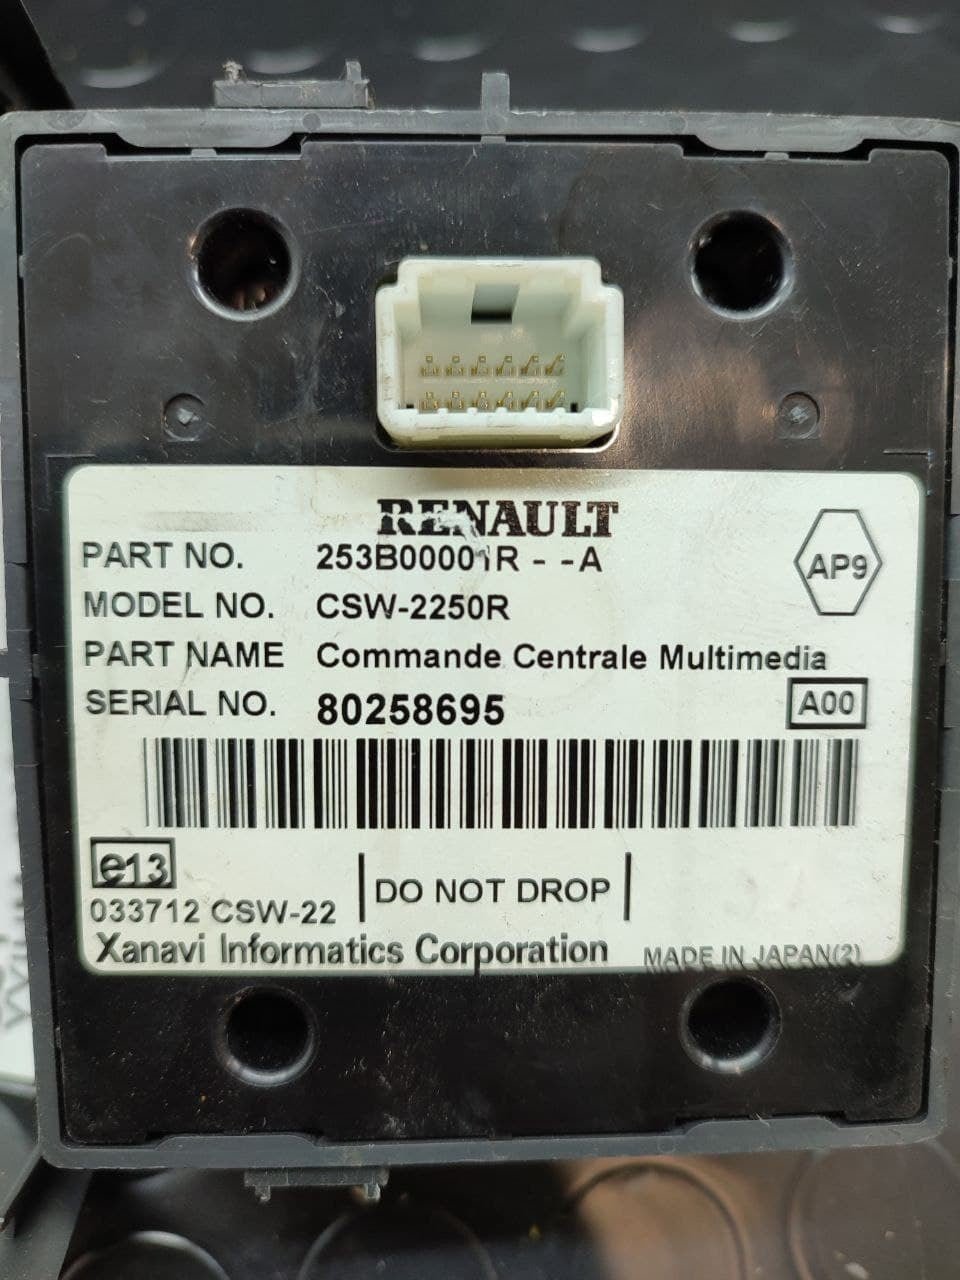 RENAULT
PART NO. 253B00001R - -A
AP9
MODEL NO. CSW-2250R
PART NAME Commande Centrale Multimedia
SERIAL NO. 80258695
A00
e13
DO NOT DROP
033712 CSW-22
Xanavi Informatics Corporation MADE IN JAPAN(2)